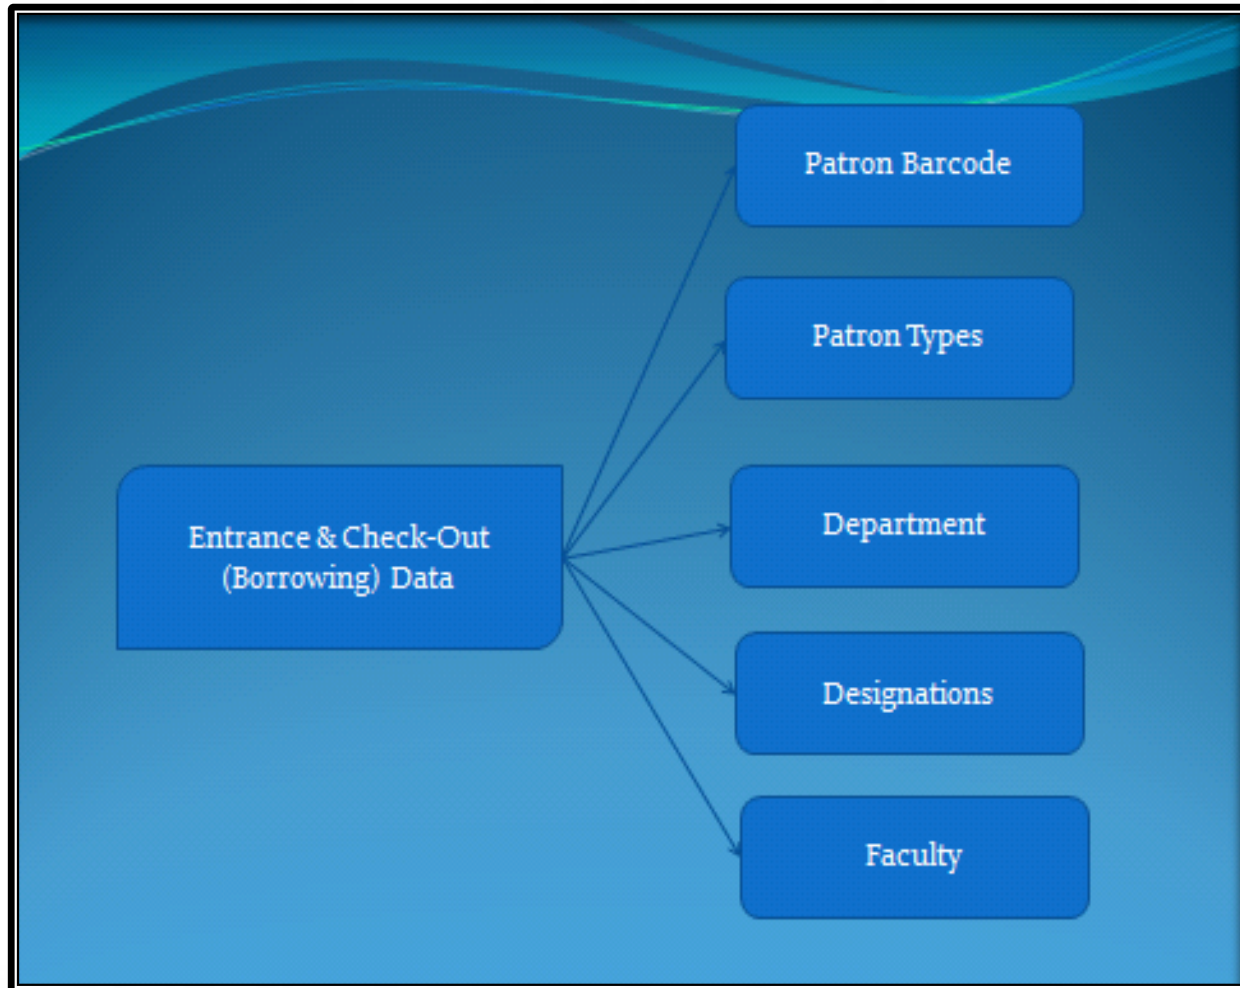 Patron Barcode
Patron Types
Entrance & Check-Out
(Borrowing) Data
Department
Designations
Faculty